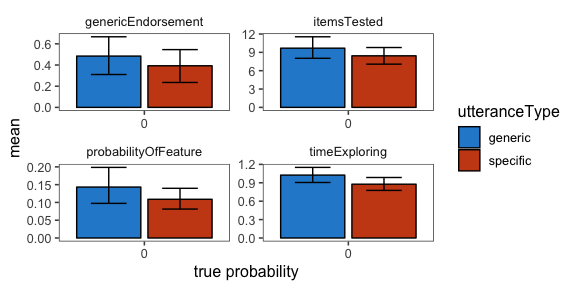 genericEndorsement
itemsTested
0.6
0.4
0.2
0.0
0
12
9
6
3
0
0
probabilityOfFeature
timeExploring
0.20
0.15
0.10
0.05
0.00
0
1.2
0.9
0.6
0.3
0.0
0
mean
true probability
utteranceType
generic
specific